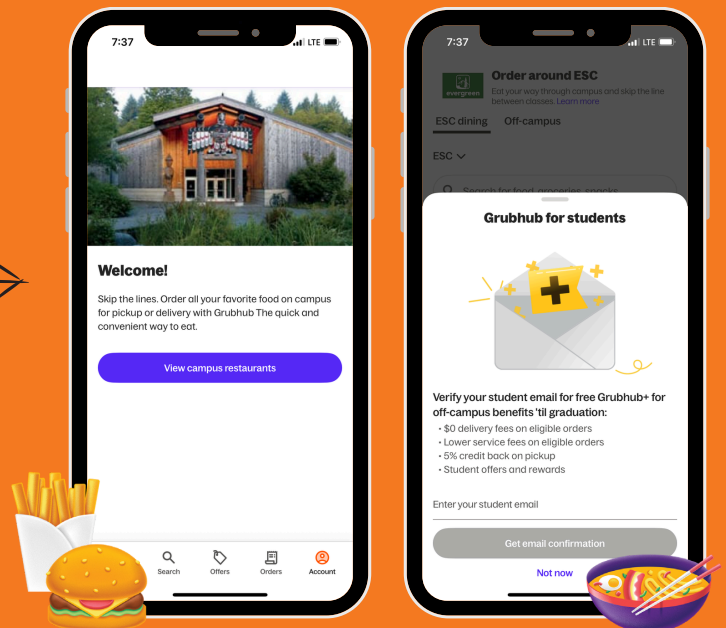 7:37
LTE
Welcome!
Skip the lines. Order all your favorite food on campus
for pickup or delivery with Grubhub The quick and
convenient way to eat.
View campus restaurants
Search
Offers
Orders
Account
7:37
LTE
evergreen
Order around ESC
Eat your way through campus and skip the line
between classes. Learn more
ESC dining
Off-campus
ESC
Search for food, groceries, snacks
Grubhub for students
Verify your student email for free Grubhub+ for
off-campus benefits 'til graduation:
• $0 delivery fees on eligible orders
• Lower service fees on eligible orders
• 5% credit back on pickup
• Student offers and rewards
Enter your student email
Get email confirmation
Not now